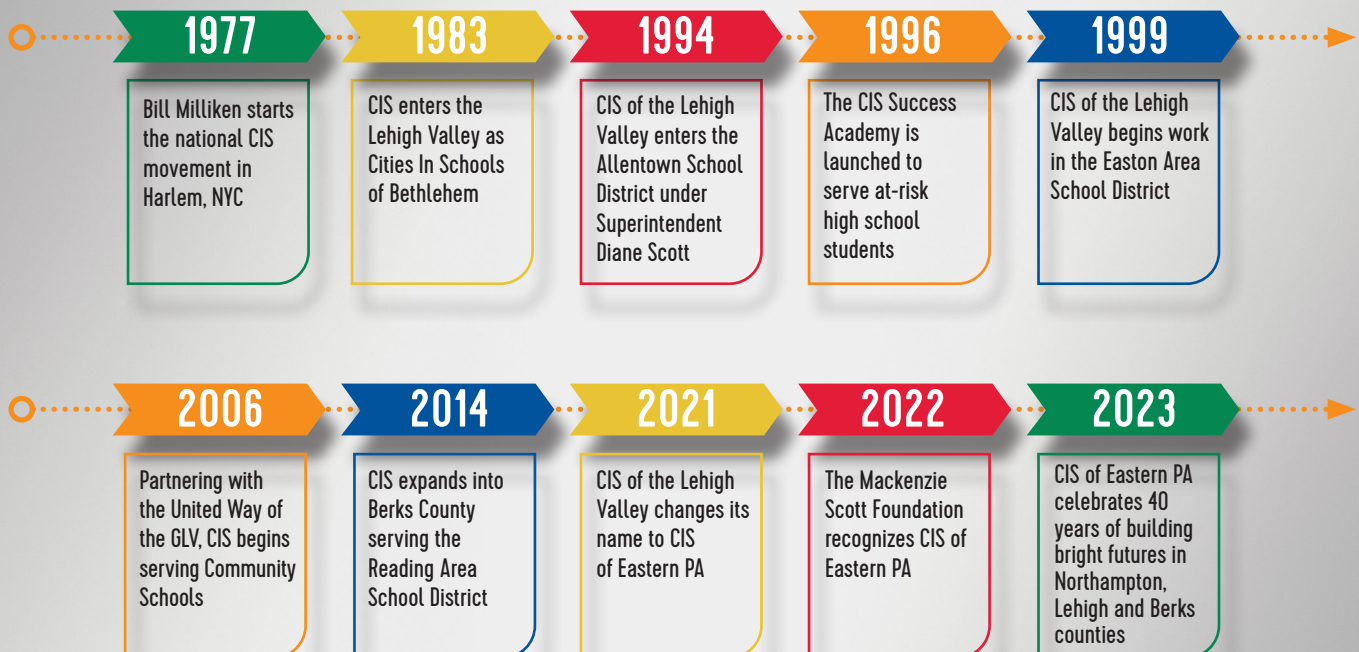 1977
Bill Milliken starts
the national CIS
movement in
Harlem, NYC
1983
CIS enters the
Lehigh Valley as
Cities In Schools
of Bethlehem
1994
CIS of the Lehigh
Valley enters the
Allentown School
District under
Superintendent
Diane Scott
1996
The CIS Success
Academy is
launched to
serve at-risk
high school
students
1999
CIS of the Lehigh
Valley begins work
in the Easton Area
School District
2006
Partnering with
the United Way of
the GLV, CIS begins
serving Community
Schools
2014
CIS expands into
Berks County
serving the
Reading Area
School District
2021
CIS of the Lehigh
Valley changes its
name to CIS
of Eastern PA
2022
The Mackenzie
Scott Foundation
recognizes CIS of
Eastern PA
2023
CIS of Eastern PA
celebrates 40
years of building
bright futures in
Northampton,
Lehigh and Berks
counties